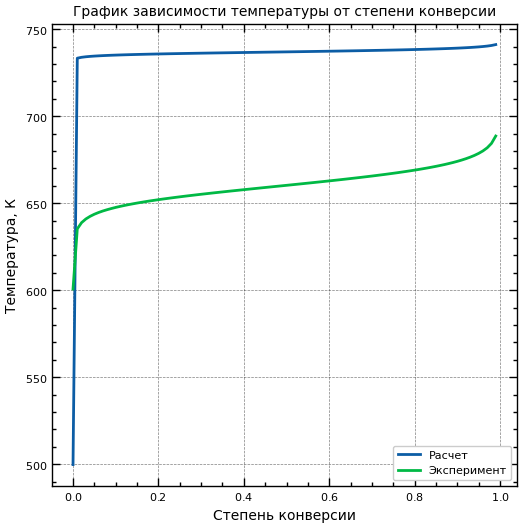 График зависимости температуры от степени конверсии
Температура, К
750
700
650
600
550
500
0.0 0.2 0.4 0.6 0.8 1.0
Степень конверсии
Расчет
Эксперимент